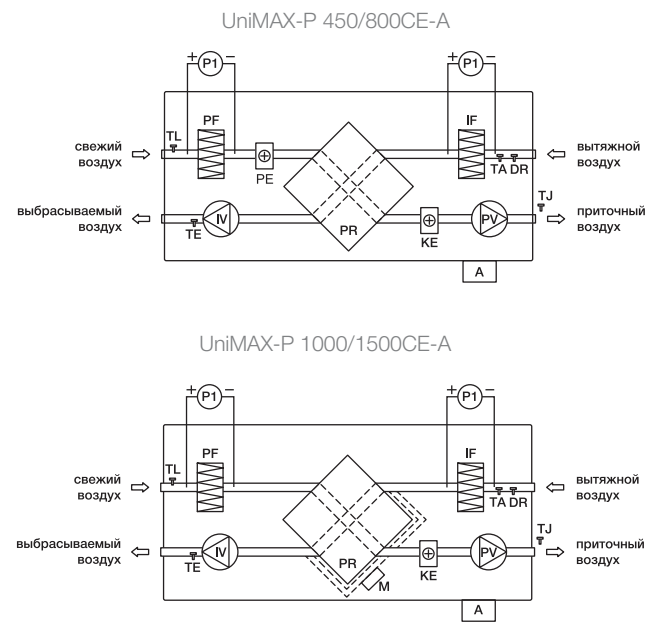 UniMAX-P 450/800CE-A
+ P1 −
+ P1 −
PF
IF
TL
свежий
воздух
PE
TA DR
вытяжной
воздух
TJ
выбрасываемый
воздух
TE
IV
PR
KE
PV
приточный
воздух
A
UniMAX-P 1000/1500CE-A
+ P1 −
+ P1 −
PF
IF
TL
свежий
воздух
TA DR
вытяжной
воздух
TJ
выбрасываемый
воздух
TE
IV
PR
M
KE
PV
приточный
воздух
A